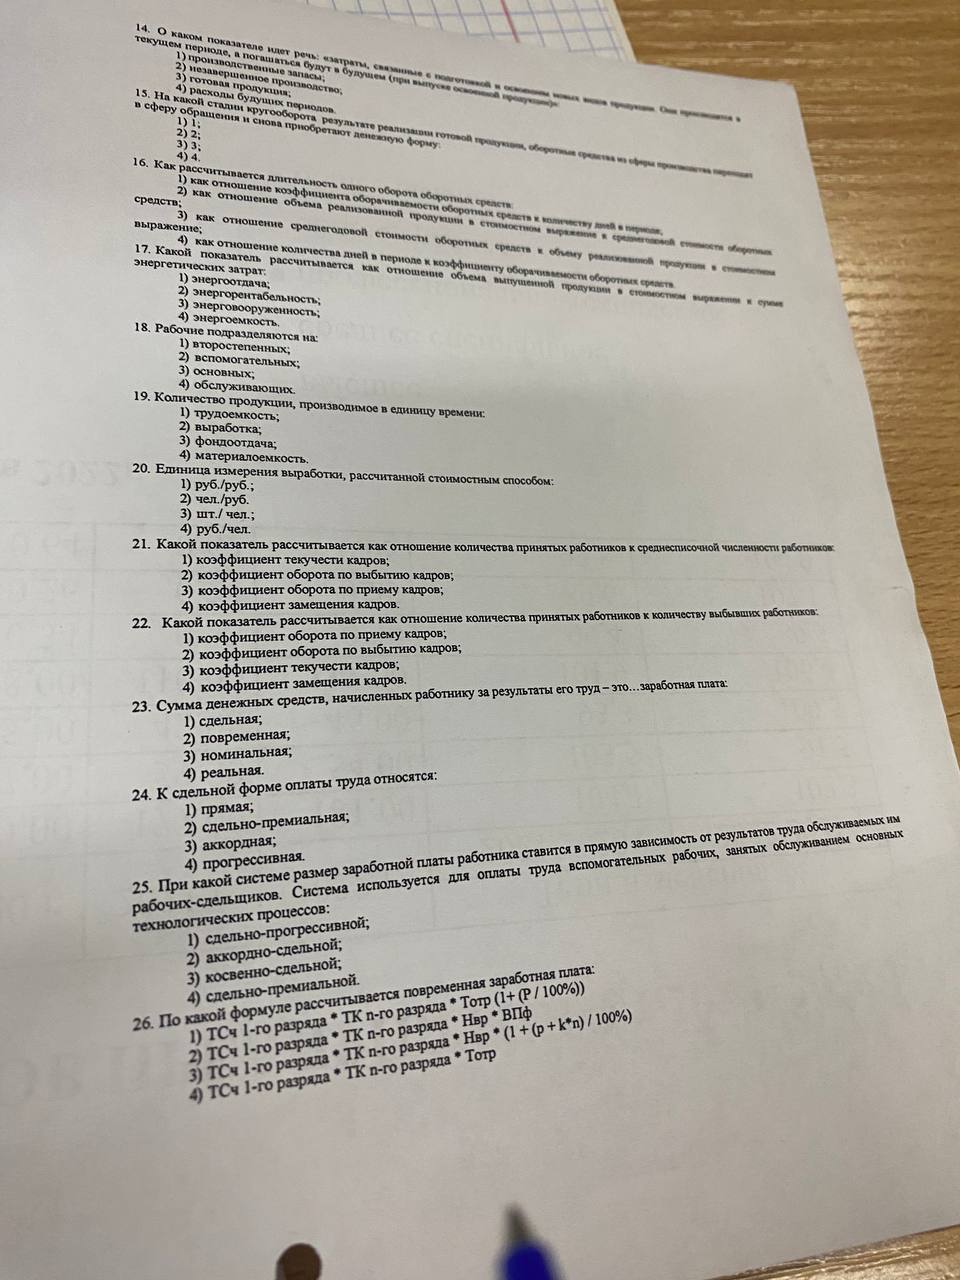 14. О каком показателе идет речь: «затраты, связанные с подготовкой и освоением новых видов продукции. Они производятся в
текущем периоде, а погашаться будут в будущем (при выпуске освоенной продукции)»:
1) производственные запасы;
2) незавершенное производство;
3) готовая продукция;
4) расходы будущих периодов.
15. На какой стадии кругооборота результате реализации готовой продукции, оборотные средства из сферы производства переходят
в сферу обращения и снова приобретают денежную форму:
1) 1;
2) 2;
3) 3;
4) 4.
16. Как рассчитывается длительность одного оборота оборотных средств:
1) как отношение коэффициента оборачиваемости оборотных средств к количеству дней в периоде;
2) как отношение объема реализованной продукции в стоимостном выражение к среднегодовой стоимости оборотных
средств;
3) как отношение среднегодовой стоимости оборотных средств к объему реализованной продукции в стоимостном
выражение;
4) как отношение количества дней в периоде к коэффициенту оборачиваемости оборотных средств.
17. Какой показатель рассчитывается как отношение объема выпущенной продукции в стоимостном выражении к сумме
энергетических затрат:
1) энергоотдача;
2) энергорентабельность;
3) энерговооруженность;
4) энергоемкость.
18. Рабочие подразделяются на:
1) второстепенных;
2) вспомогательных;
3) основных;
4) обслуживающих.
19. Количество продукции, производимое в единицу времени:
1) трудоемкость;
2) выработка;
3) фондоотдача;
4) материалоемкость.
20. Единица измерения выработки, рассчитанной стоимостным способом:
1) руб./руб.;
2) чел./руб.
3) шт./ чел.;
4) руб./чел.
21. Какой показатель рассчитывается как отношение количества принятых работников к среднесписочной численности работников:
1) коэффициент текучести кадров;
2) коэффициент оборота по выбытию кадров;
3) коэффициент оборота по приему кадров;
4) коэффициент замещения кадров.
22. Какой показатель рассчитывается как отношение количества принятых работников к количеству выбывших работников:
1) коэффициент оборота по приему кадров;
2) коэффициент оборота по выбытию кадров;
3) коэффициент текучести кадров;
4) коэффициент замещения кадров.
23. Сумма денежных средств, начисленных работнику за результаты его труд – это…заработная плата:
1) сдельная;
2) повременная;
3) номинальная;
4) реальная.
24. К сдельной форме оплаты труда относятся:
1) прямая;
2) сдельно-премиальная;
3) аккордная;
4) прогрессивная.
25. При какой системе размер заработной платы работника ставится в прямую зависимость от результатов труда обслуживаемых им
рабочих-сдельщиков. Система используется для оплаты труда вспомогательных рабочих, занятых обслуживанием основных
технологических процессов:
1) сдельно-прогрессивной;
2) аккордно-сдельной;
3) косвенно-сдельной;
4) сдельно-премиальной.
26. По какой формуле рассчитывается повременная заработная плата:
1) ТСч 1-го разряда * ТК n-го разряда * Тотр (1+ (Р / 100%))
2) ТСч 1-го разряда * ТК n-го разряда * Нвр * ВПф
3) ТСч 1-го разряда * ТК n-го разряда * Нвр * (1 + (p + k*n) / 100%)
4) ТСч 1-го разряда * ТК n-го разряда * Тотр